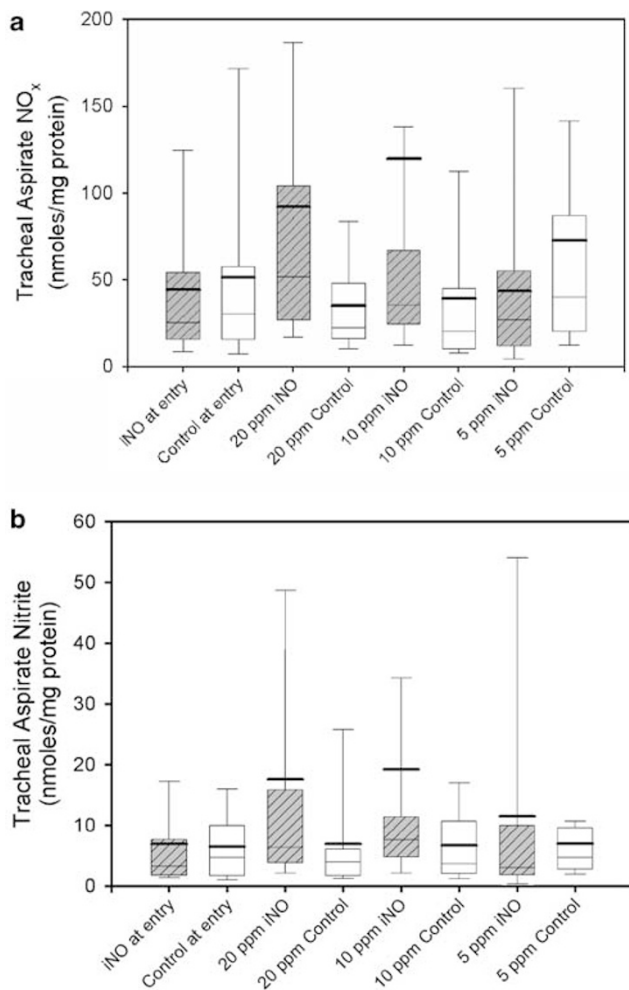 a
Tracheal Aspirate NOx
(nmoles/mg protein)
200
150
100
50
0
iNO at entry
Control at entry
20 ppm iNO
20 ppm Control
10 ppm iNO
10 ppm Control
5 ppm iNO
5 ppm Control
b
Tracheal Aspirate Nitrite
(nmoles/mg protein)
60
50
40
30
20
10
0
iNO at entry
Control at entry
20 ppm iNO
20 ppm Control
10 ppm iNO
10 ppm Control
5 ppm iNO
5 ppm Control